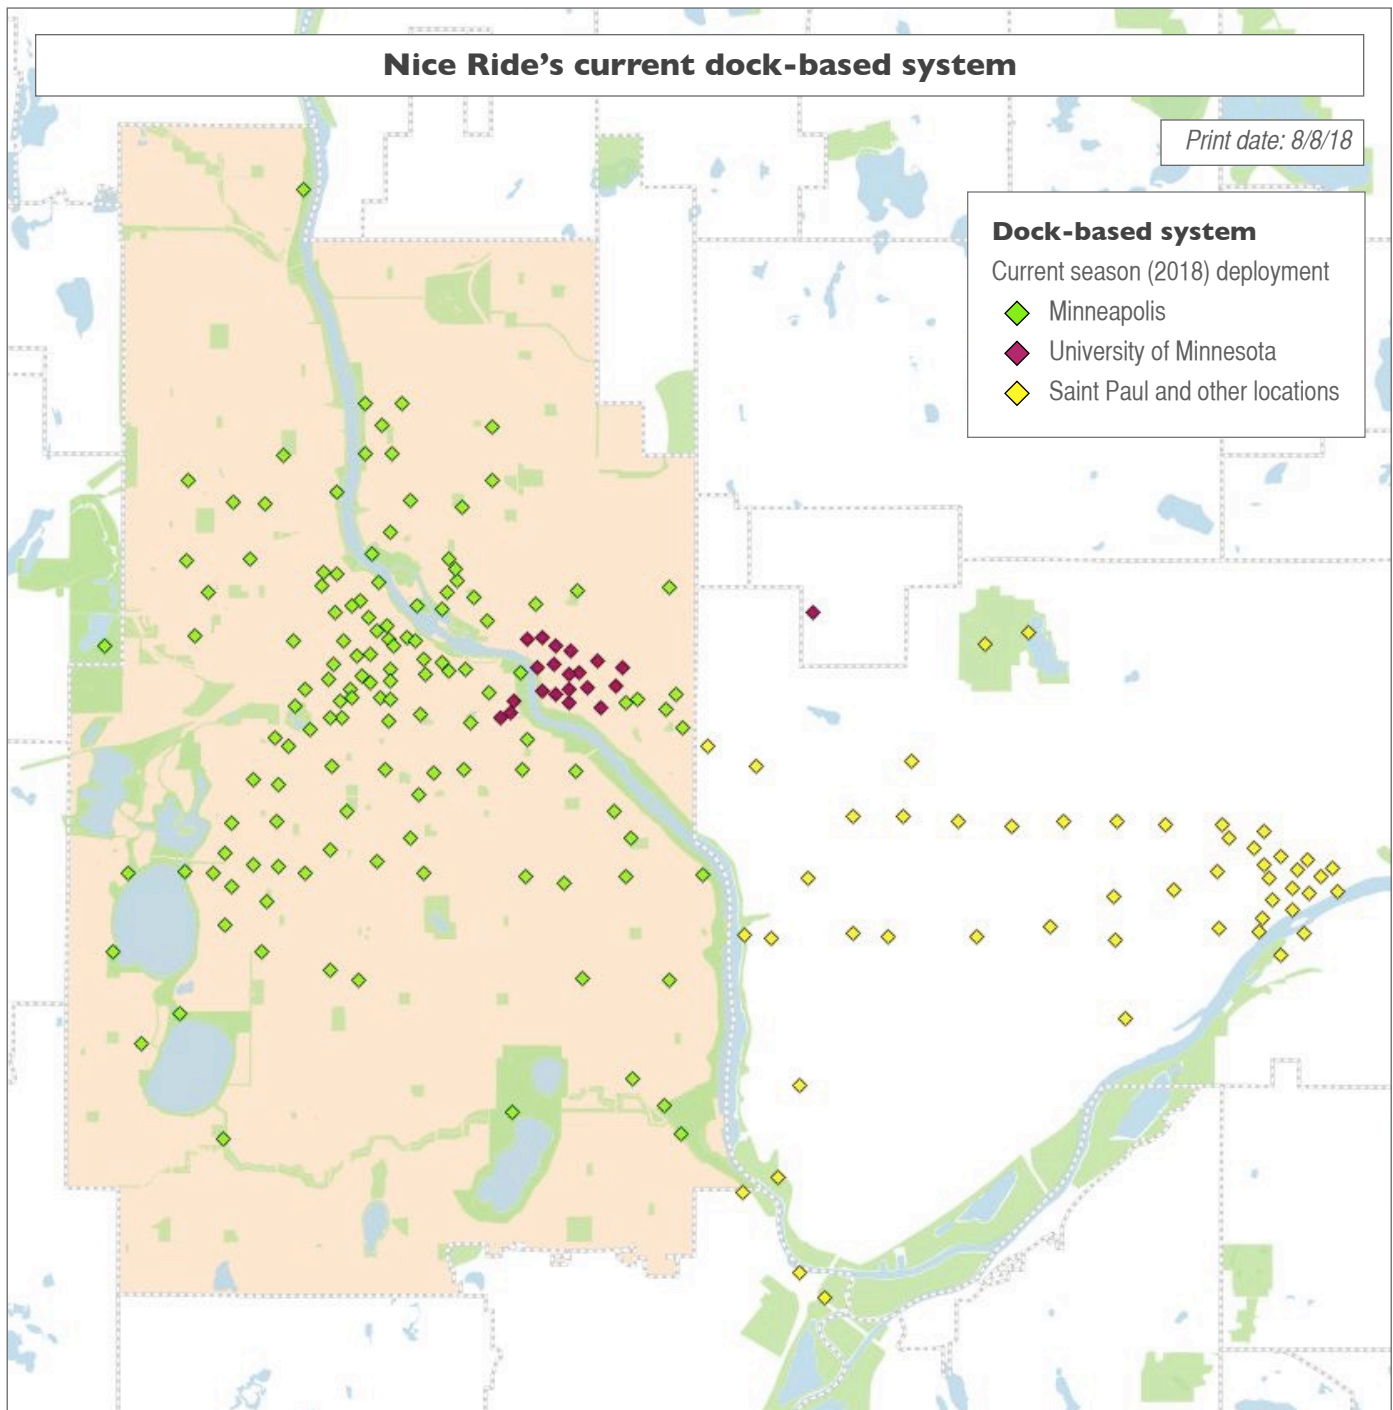 Nice Ride’s current dock-based system
Print date: 8/8/18
Dock-based system
Current season (2018) deployment
Minneapolis
University of Minnesota
Saint Paul and other locations